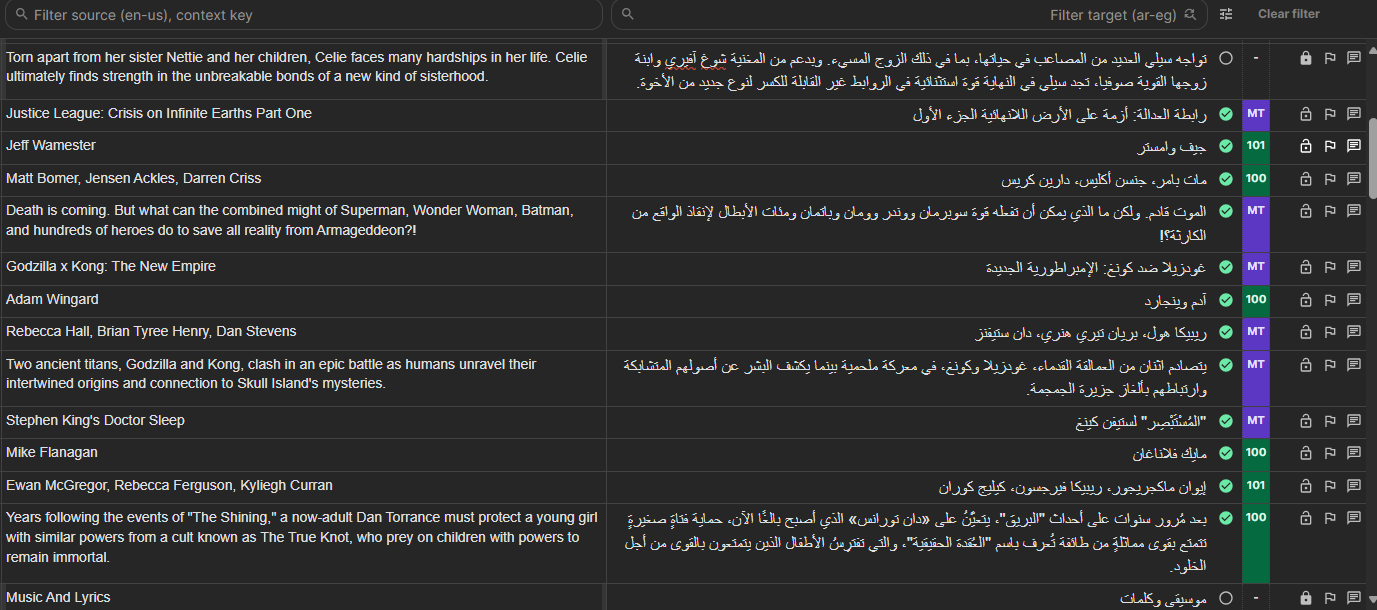 Filter source (en-us), context key
Filter target (ar-eg)
Clear filter
Torn apart from her sister Nettie and her children, Celie faces many hardships in her life. Celie
ultimately finds strength in the unbreakable bonds of a new kind of sisterhood.
تواجه سيلي العديد من المصاعب في حياتها، بما في ذلك الزوج المسيء. وبدعم من المغنية شوغ آفيري وابنة
زوجها القوية صوفيا، تجد سيلي في النهاية قوة استثنائية في الروابط غير القابلة للكسر لنوع جديد من الأخوة.
-
Justice League: Crisis on Infinite Earths Part One
رابطة العدالة: أزمة على الأرض اللانهائية الجزء الأول
MT
Jeff Wamester
جيف وامستر
101
Matt Bomer, Jensen Ackles, Darren Criss
مات بامر، جنسن أكليس، دارين كريس
100
Death is coming. But what can the combined might of Superman, Wonder Woman, Batman,
and hundreds of heroes do to save all reality from Armageddon?!
الموت قادم. ولكن ما الذي يمكن أن تفعله قوة سوبرمان ووندر وومان وباتمان ومئات الأبطال لإنقاذ الواقع من
الكارثة؟!
MT
Godzilla x Kong: The New Empire
غودزيلا ضد كونغ: الإمبراطورية الجديدة
MT
Adam Wingard
آدم وينجارد
100
Rebecca Hall, Brian Tyree Henry, Dan Stevens
ريبيكا هول، بريان تيري هنري، دان ستيفنز
MT
Two ancient titans, Godzilla and Kong, clash in an epic battle as humans unravel their
intertwined origins and connection to Skull Island's mysteries.
يتصادم اثنان من العمالقة القدماء، غودزيلا وكونغ، في معركة ملحمية بينما يكشف البشر عن أصولهم المتشابكة
وارتباطهم بألغاز جزيرة الجمجمة.
MT
Stephen King's Doctor Sleep
"المُسْتَبْصِر" لستيفن كينغ
MT
Mike Flanagan
مايك فلاناغان
100
Ewan McGregor, Rebecca Ferguson, Kyliegh Curran
إيوان ماكجريجور، ريبيكا فيرجسون، كيليج كوران
101
Years following the events of "The Shining," a now-adult Dan Torrance must protect a young girl
with similar powers from a cult known as The True Knot, who prey on children with powers to
remain immortal.
بعد مُرور سنوات على أحداث "البريق"، يتعيَّنُ على «دان تورانس» الذي أصبح بالغًا الآن، حماية فتاةٍ صغيرةٍ
تتمتع بقوى مماثلةٍ من طائفة تُعرف باسم "العُقدة الحقيقية"، والتي تفترِسُ الأطفال الذين يتمتعون بالقوى من أجل
الخلود.
100
Music And Lyrics
موسيقى وكلمات
-